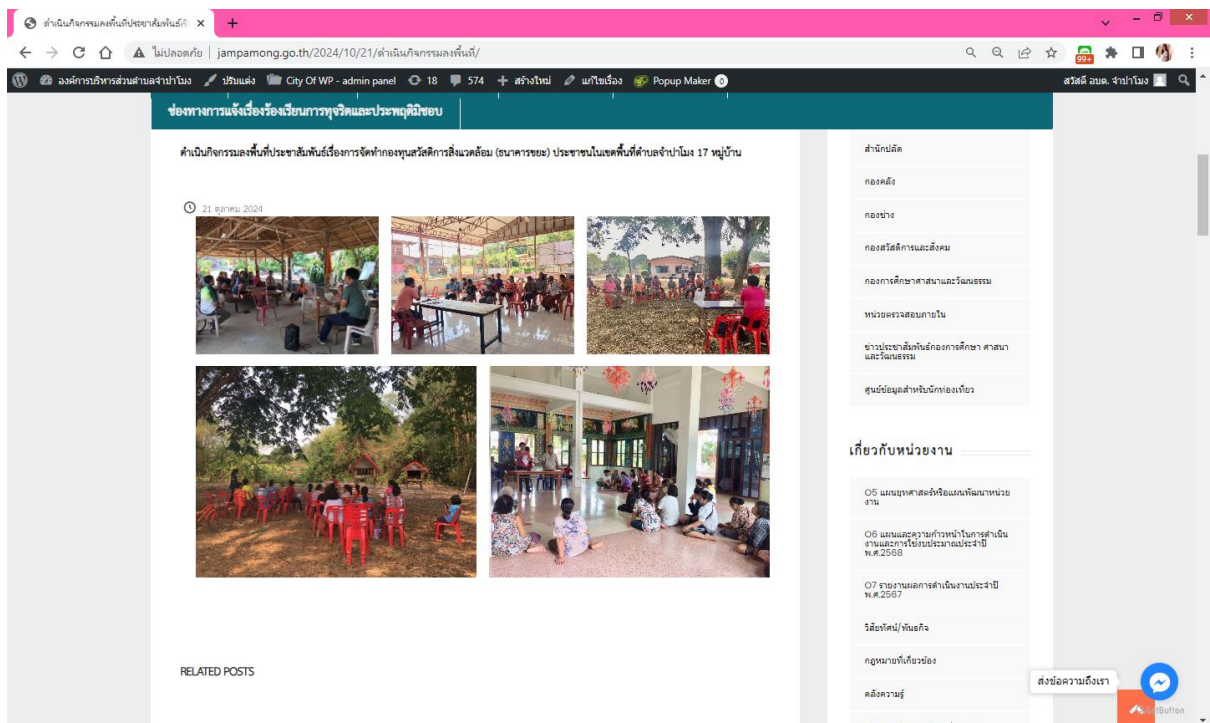 ดำเนินกิจกรรมลงพื้นที่ประชาสัมพันธ์เรื่
ไม่ปลอดภัย | jampamong.go.th/2024/10/21/ดำเนินกิจกรรมลงพื้นที่/
99+
องค์การบริหารส่วนตำบลจำปาโมง ปรับแต่ง City Of WP - admin panel 18 574 สร้างใหม่ แก้ไขเรื่อง Popup Maker 0 สวัสดี อบต. จำปาโมง
ช่องทางการแจ้งเรื่องร้องเรียนการทุจริตและประพฤติมิชอบ
ดำเนินกิจกรรมลงพื้นที่ประชาสัมพันธ์เรื่องการจัดทำกองทุนสวัสดิการสิ่งแวดล้อม (ธนาคารขยะ) ประชาชนในเขตพื้นที่ตำบลจำปาโมง 17 หมู่บ้าน
21 ตุลาคม 2024
RELATED POSTS
สำนักปลัด
กองคลัง
กองช่าง
กองสวัสดิการและสังคม
กองการศึกษาศาสนาและวัฒนธรรม
หน่วยตรวจสอบภายใน
ข่าวประชาสัมพันธ์กองการศึกษา ศาสนา
และวัฒนธรรม
ศูนย์ข้อมูลสำหรับนักท่องเที่ยว
เกี่ยวกับหน่วยงาน
O5 แผนยุทศาสตร์หรือแผนพัฒนาหน่วย
งาน
O6 แผนและความก้าวหน้าในการดำเนิน
งานและการใช้งบประมาณประจำปี
พ.ศ.2568
O7 รายงานผลการดำเนินงานประจำปี
พ.ศ.2567
วิสัยทัศน์/พันธกิจ
กฎหมายที่เกี่ยวข้อง
คลังความรู้
ส่งข้อความถึงเรา
GetButton